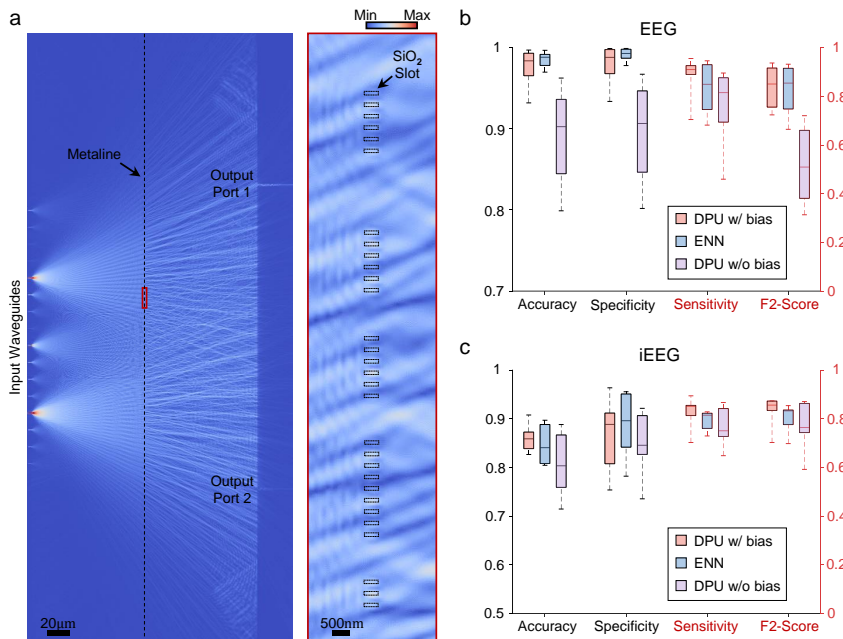 a
Min Max
SiO2
Slot
Metaline
Output
Port 1
Input Waveguides
Output
Port 2
20μm
500nm
b
EEG
1
0.9
0.8
0.7
1
0.8
0.6
0.4
0.2
0
DPU w/ bias
ENN
DPU w/o bias
Accuracy Specificity Sensitivity F2-Score
c
iEEG
1
0.9
0.8
0.7
0.6
0.5
1
0.8
0.6
0.4
0.2
0
DPU w/ bias
ENN
DPU w/o bias
Accuracy Specificity Sensitivity F2-Score